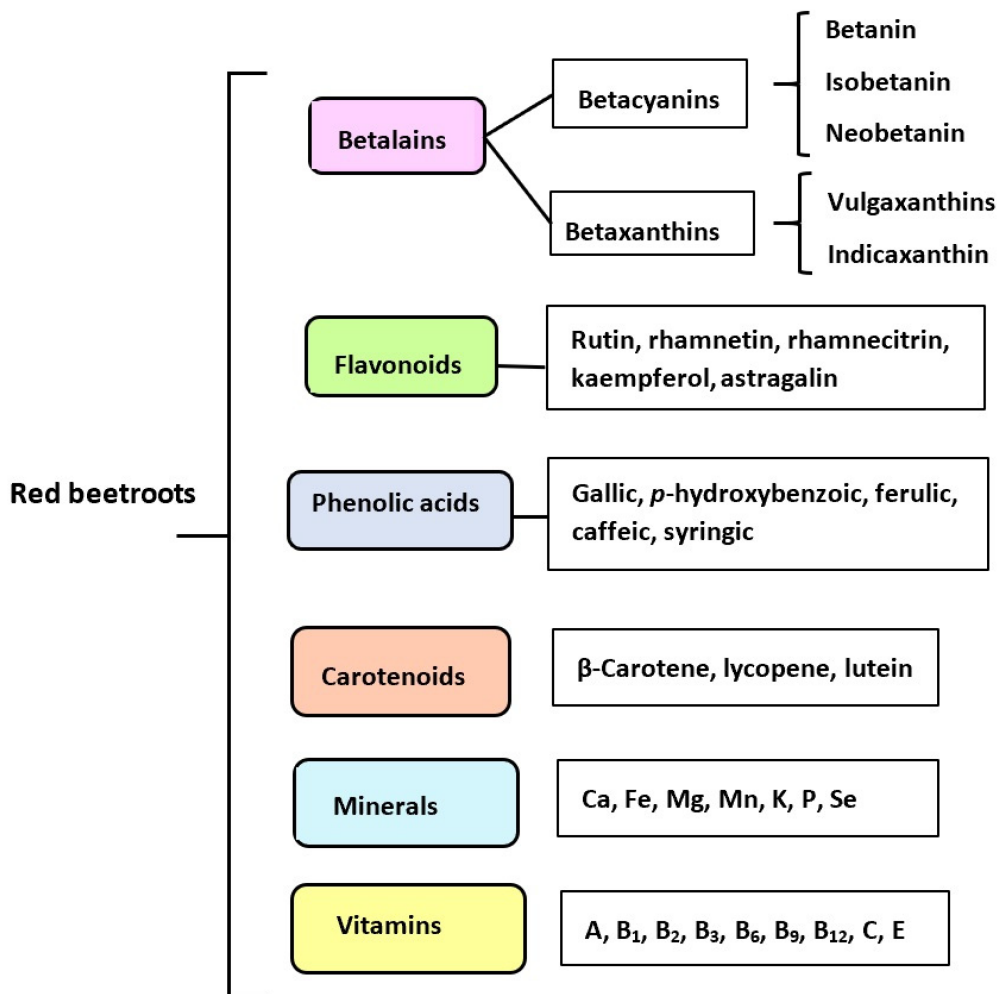 Red beetroots
Betalains
Betacyanins
Betanin
Isobetanin
Neobetanin
Betaxanthins
Vulgaxanthins
Indicaxanthin
Flavonoids
Rutin, rhamnetin, rhamnecitrin,
kaempferol, astragalin
Phenolic acids
Gallic, p-hydroxybenzoic, ferulic,
caffeic, syringic
Carotenoids
β-Carotene, lycopene, lutein
Minerals
Ca, Fe, Mg, Mn, K, P, Se
Vitamins
A, B₁, B₂, B₃, B₆, B₉, B₁₂, C, E